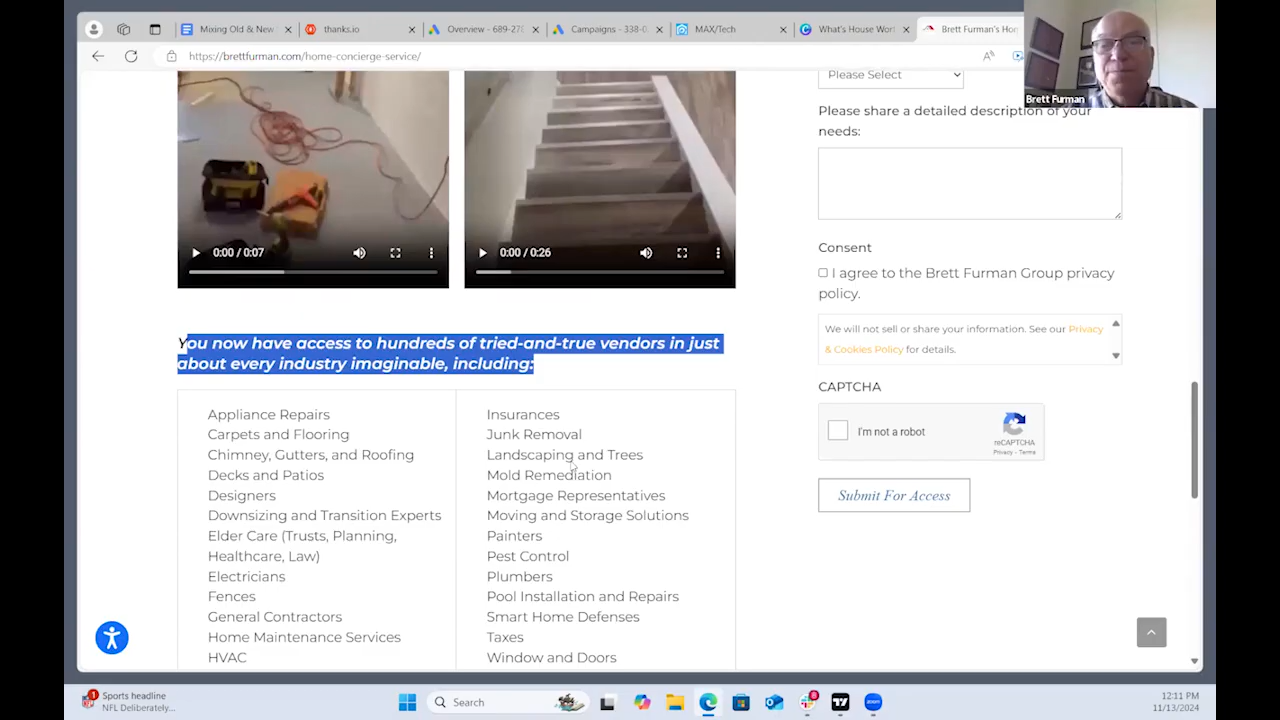 Mixing Old & New
thanks.io
Overview - 689-27
Campaigns - 338-0
MAX/Tech
What's House Wor
Brett Furman's Ho
https://brettfurman.com/home-concierge-service/
Brett Furman
0:00 / 0:07
0:00 / 0:26
You now have access to hundreds of tried-and-true vendors in just
about every industry imaginable, including:
Appliance Repairs
Carpets and Flooring
Chimney, Gutters, and Roofing
Decks and Patios
Designers
Downsizing and Transition Experts
Elder Care (Trusts, Planning,
Healthcare, Law)
Electricians
Fences
General Contractors
Home Maintenance Services
HVAC
Insurances
Junk Removal
Landscaping and Trees
Mold Remediation
Mortgage Representatives
Moving and Storage Solutions
Painters
Pest Control
Plumbers
Pool Installation and Repairs
Smart Home Defenses
Taxes
Window and Doors
Please Select
Please share a detailed description of your
needs:
Consent
I agree to the Brett Furman Group privacy
policy.
We will not sell or share your information. See our Privacy
& Cookies Policy for details.
CAPTCHA
I'm not a robot
reCAPTCHA
Privacy - Terms
Submit For Access
1
Sports headline
NFL Deliberately...
Search
8
zoom
12:11 PM
11/13/2024